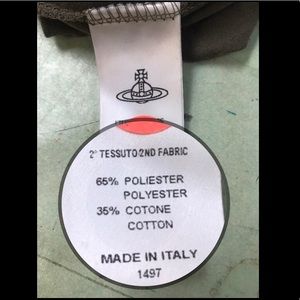 2° TESSUTO 2ND FABRIC
65% POLIESTER
POLYESTER
35% COTONE
COTTON
MADE IN ITALY
1497